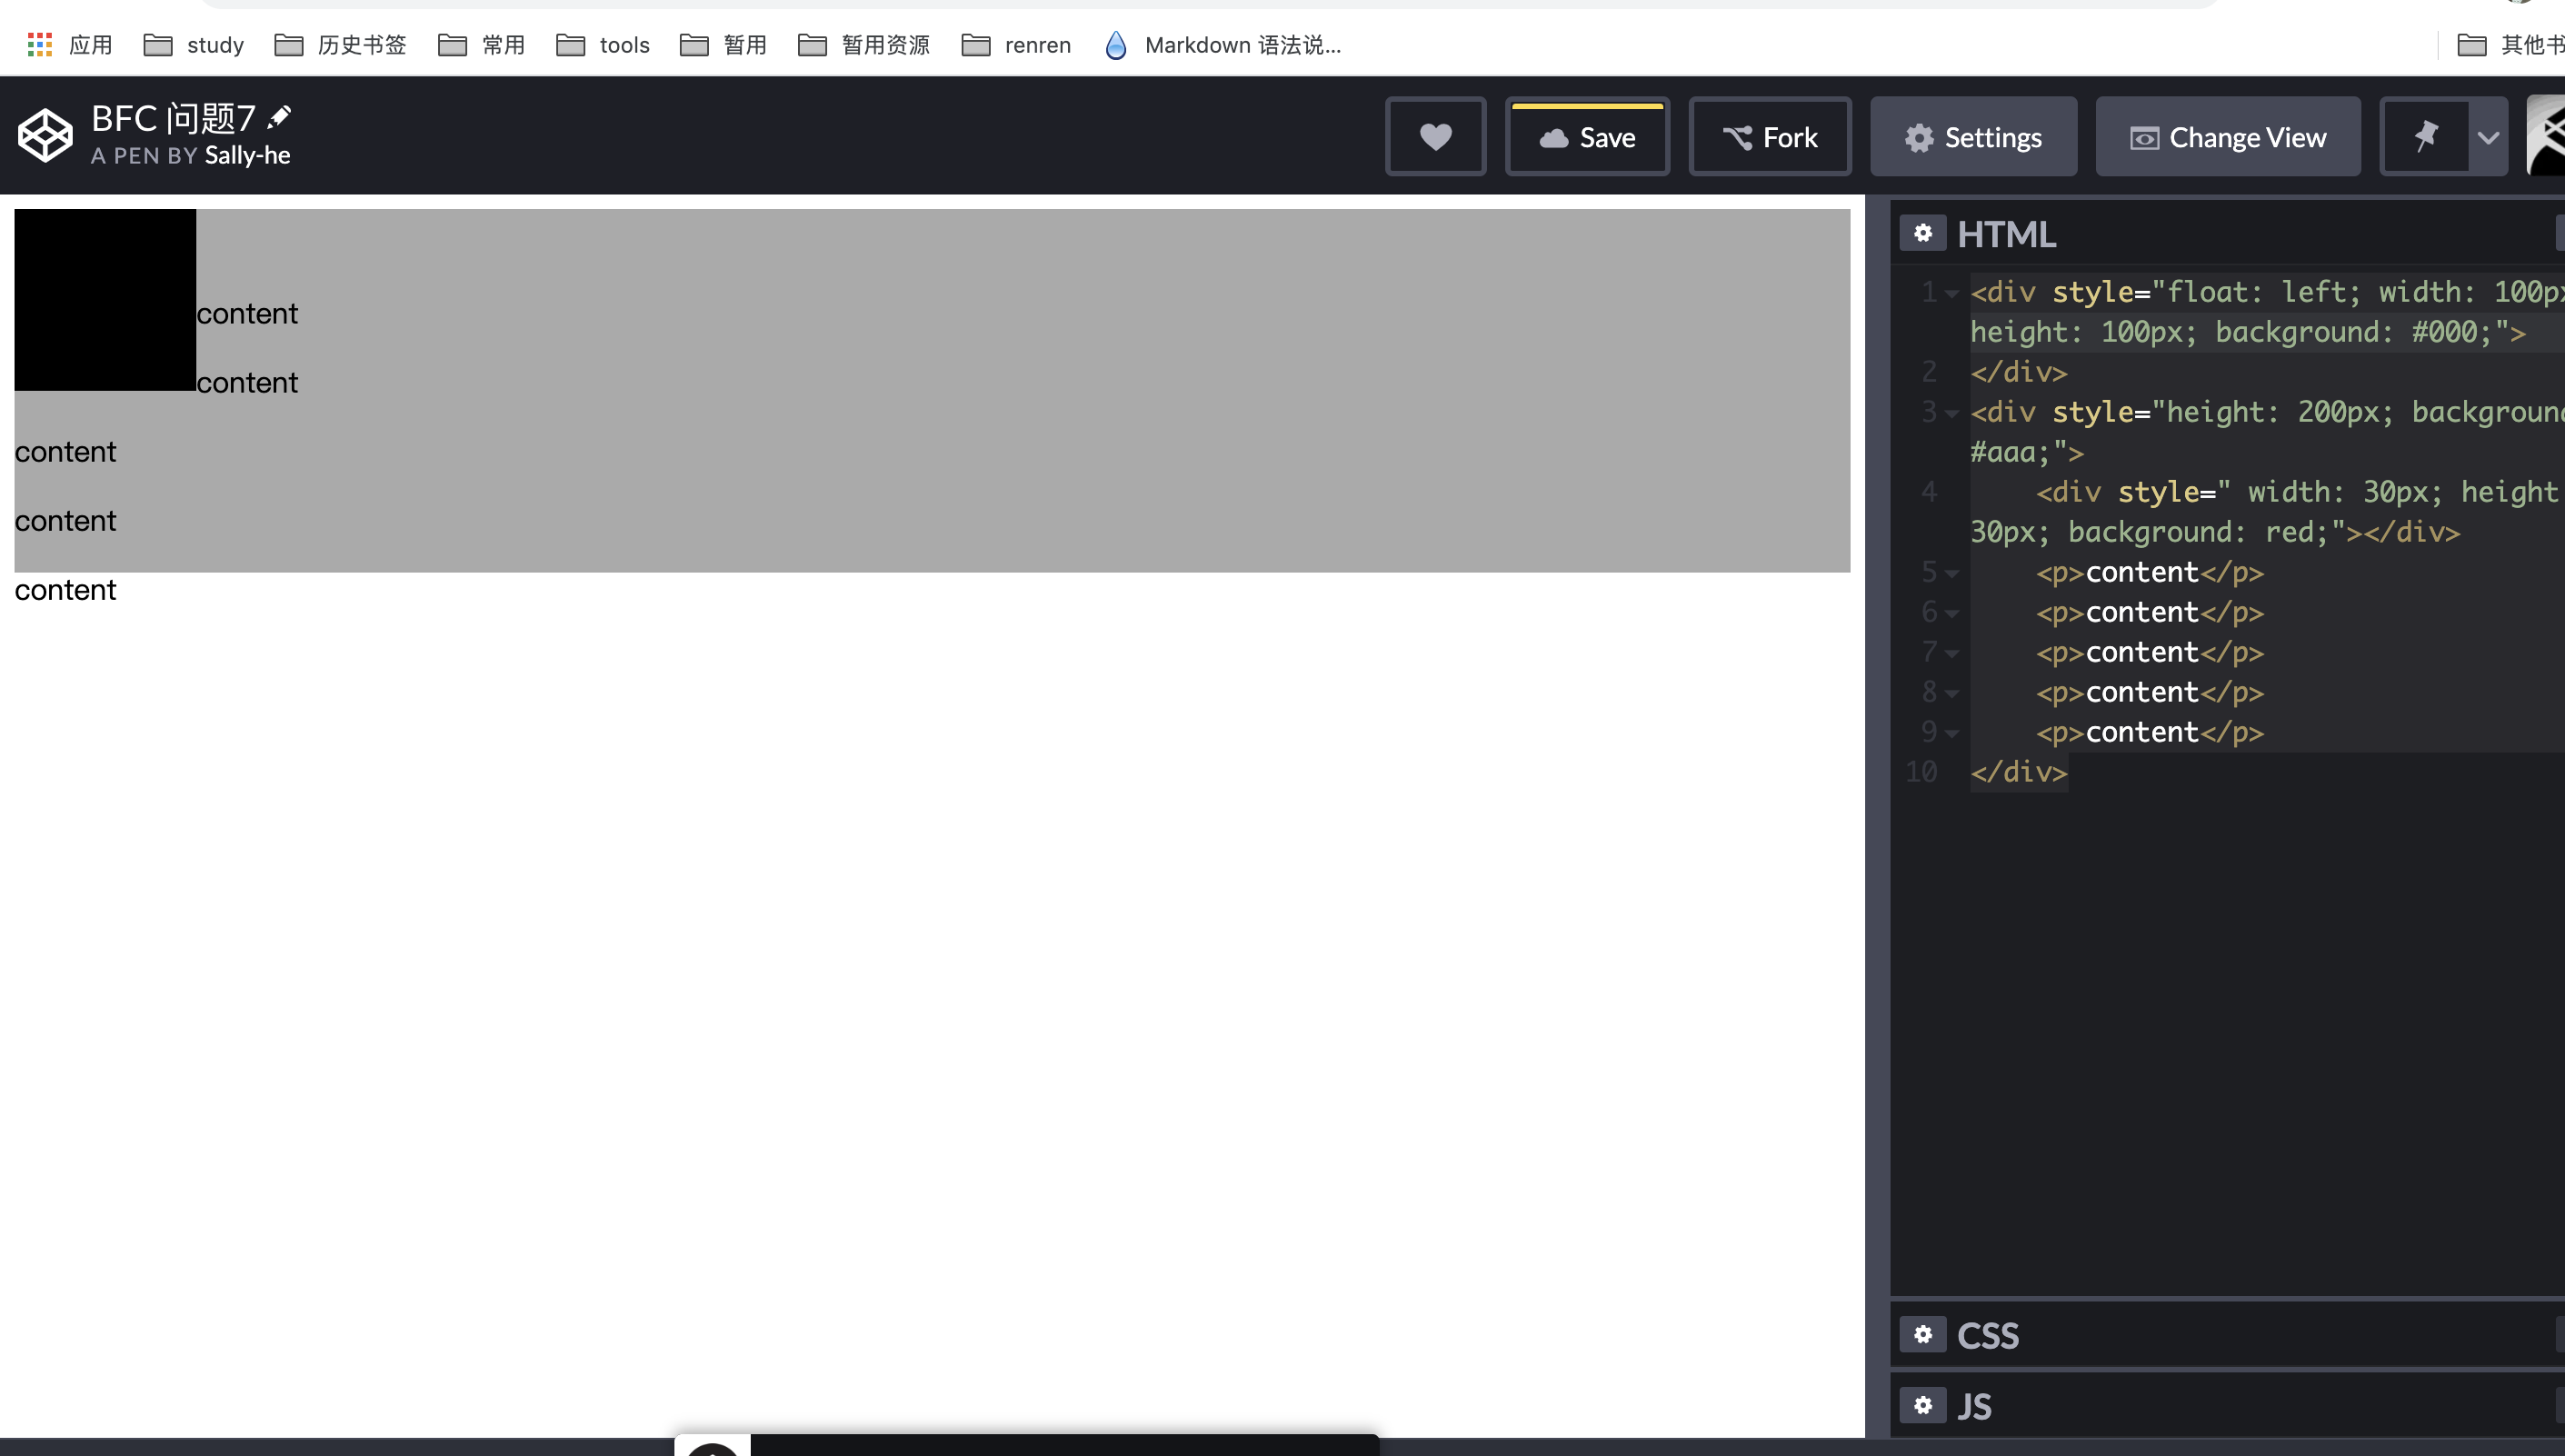 应用 study 历史书签 常用 tools 暂用 暂用资源 renren Markdown 语法说... 其他书
BFC 问题7
A PEN BY Sally-he
Save Fork Settings Change View
content
content
content
content
content
HTML
1 <div style="float: left; width: 100px
height: 100px; background: #000;">
2 </div>
3 <div style="height: 200px; background
#aaa;">
4 <div style=" width: 30px; height
30px; background: red;"></div>
5 <p>content</p>
6 <p>content</p>
7 <p>content</p>
8 <p>content</p>
9 <p>content</p>
10 </div>
CSS
JS